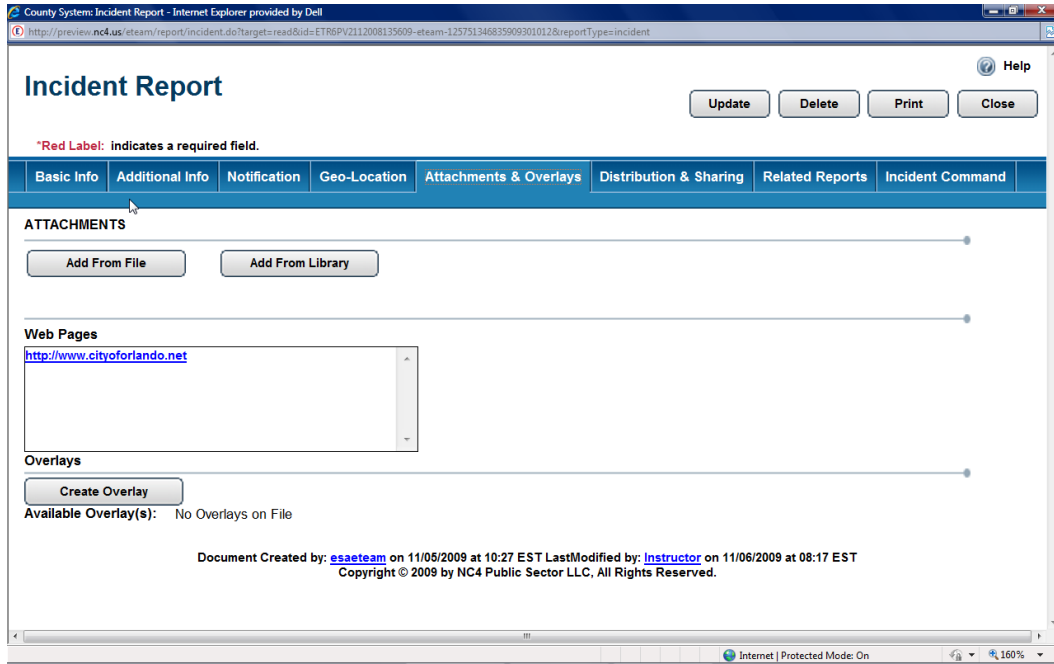 County System: Incident Report - Internet Explorer provided by Dell
http://preview.nc4.us/eteam/report/incident.do?target=read&id=ETR6PV2112008135609-eteam-125751346835909301012&reportType=incident
Help
Incident Report
Update Delete Print Close
*Red Label: indicates a required field.
Basic Info Additional Info Notification Geo-Location Attachments & Overlays Distribution & Sharing Related Reports Incident Command
ATTACHMENTS
Add From File Add From Library
Web Pages
http://www.cityoforlando.net
Overlays
Create Overlay
Available Overlay(s): No Overlays on File
Document Created by: esaeteam on 11/05/2009 at 10:27 EST LastModified by: Instructor on 11/06/2009 at 08:17 EST
Copyright © 2009 by NC4 Public Sector LLC, All Rights Reserved.
Internet | Protected Mode: On 160%